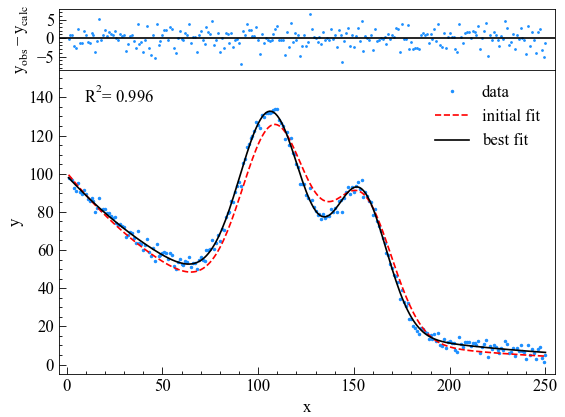 y_obs − y_calc
5
0
−5
R²= 0.996
data
initial fit
best fit
y
140
120
100
80
60
40
20
0
0 50 100 150 200 250
x